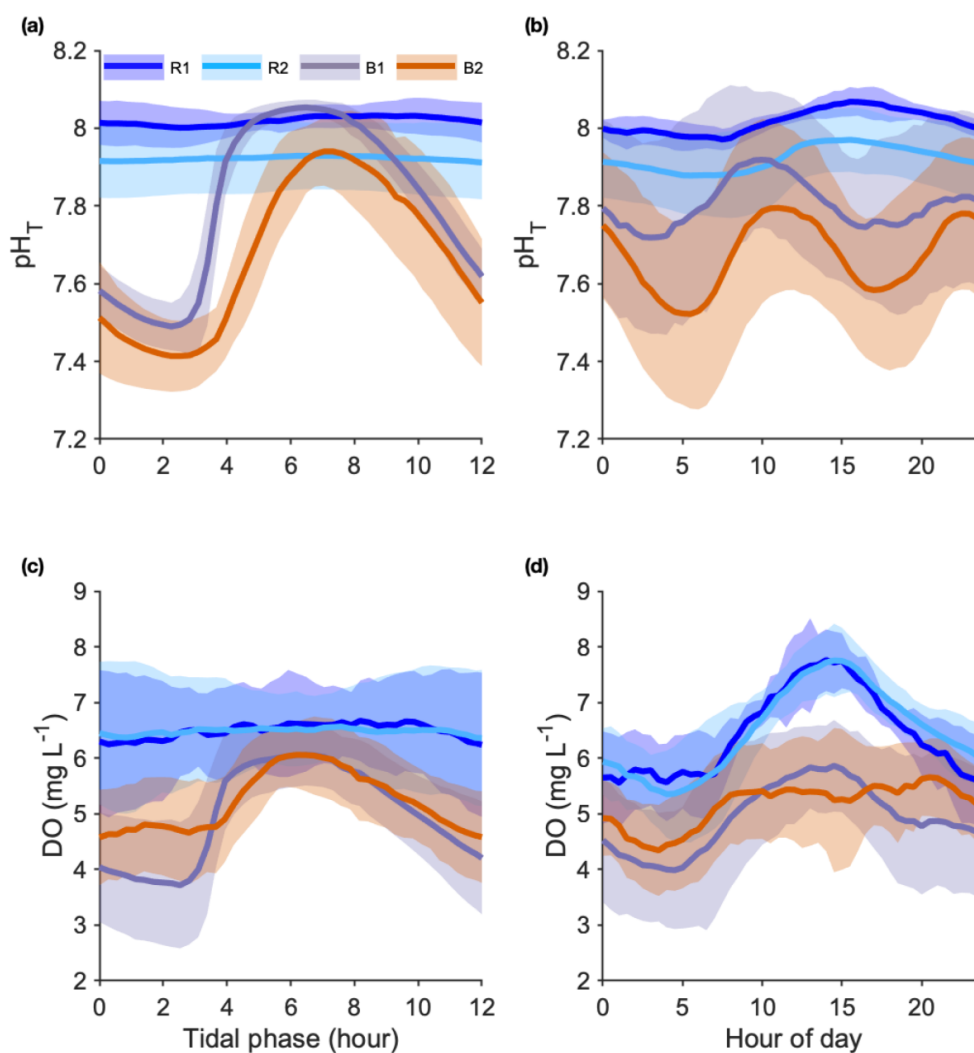 (a)
(b)
8.2
8
7.8
7.6
7.4
7.2
pH_T
R1 R2 B1 B2
0 2 4 6 8 10 12
8.2
8
7.8
7.6
7.4
7.2
pH_T
0 5 10 15 20
(c)
(d)
9
8
7
6
5
4
3
2
DO (mg L⁻¹)
0 2 4 6 8 10 12
Tidal phase (hour)
9
8
7
6
5
4
3
2
DO (mg L⁻¹)
0 5 10 15 20
Hour of day